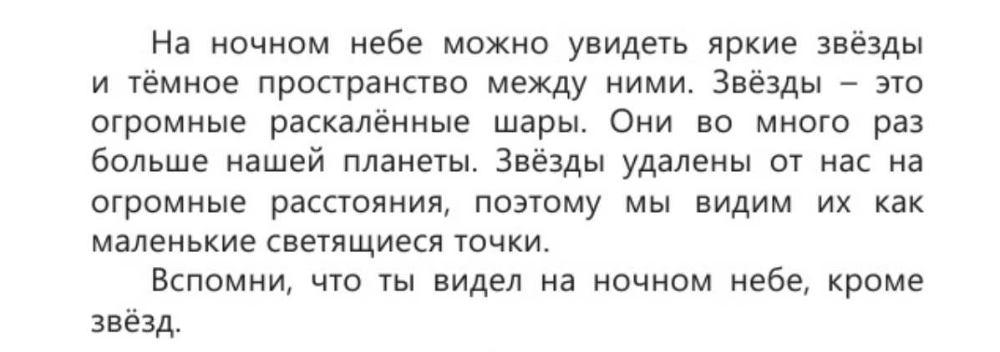 На ночном небе можно увидеть яркие звёзды
и тёмное пространство между ними. Звёзды – это
огромные раскалённые шары. Они во много раз
больше нашей планеты. Звёзды удалены от нас на
огромные расстояния, поэтому мы видим их как
маленькие светящиеся точки.
Вспомни, что ты видел на ночном небе, кроме
звёзд.